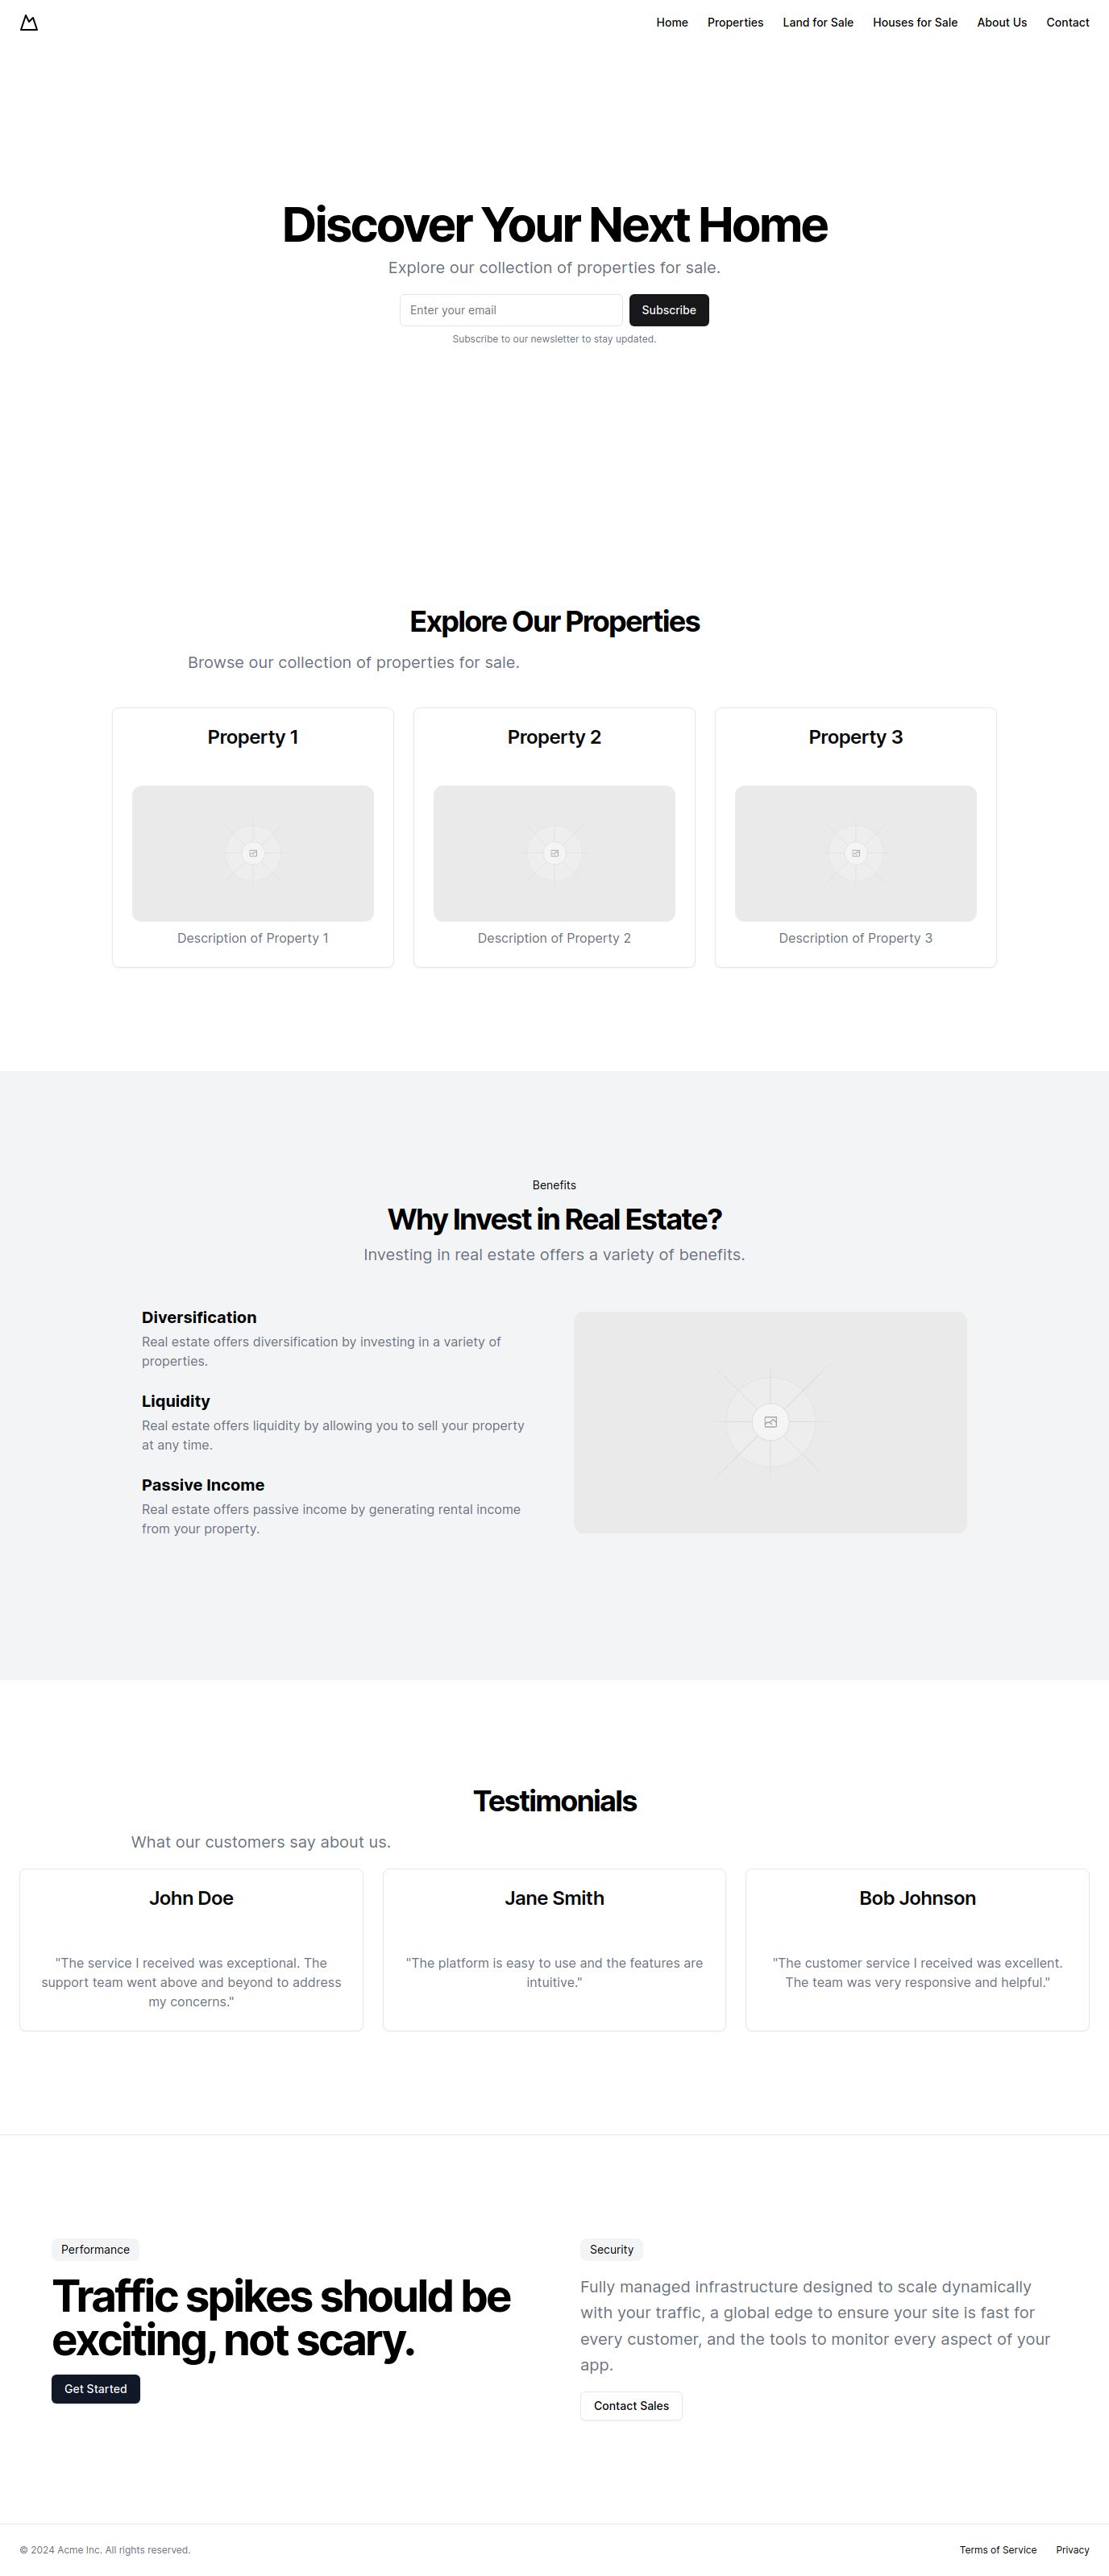 Home Properties Land for Sale Houses for Sale About Us Contact
Discover Your Next Home
Explore our collection of properties for sale.
Enter your email Subscribe
Subscribe to our newsletter to stay updated.
Explore Our Properties
Browse our collection of properties for sale.
Property 1
Description of Property 1
Property 2
Description of Property 2
Property 3
Description of Property 3
Benefits
Why Invest in Real Estate?
Investing in real estate offers a variety of benefits.
Diversification
Real estate offers diversification by investing in a variety of
properties.
Liquidity
Real estate offers liquidity by allowing you to sell your property
at any time.
Passive Income
Real estate offers passive income by generating rental income
from your property.
Testimonials
What our customers say about us.
John Doe
"The service I received was exceptional. The
support team went above and beyond to address
my concerns."
Jane Smith
"The platform is easy to use and the features are
intuitive."
Bob Johnson
"The customer service I received was excellent.
The team was very responsive and helpful."
Performance
Traffic spikes should be
exciting, not scary.
Get Started
Security
Fully managed infrastructure designed to scale dynamically
with your traffic, a global edge to ensure your site is fast for
every customer, and the tools to monitor every aspect of your
app.
Contact Sales
© 2024 Acme Inc. All rights reserved.
Terms of Service Privacy